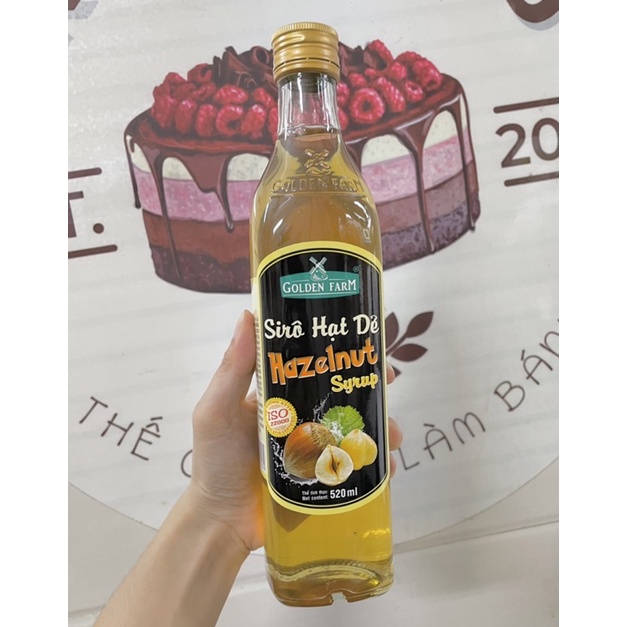 EST.
20
GOLDEN FARM
GOLDEN FARM
Sirô Hạt Dẻ
Hazelnut
Syrup
ISO
22000
Thể tích thực:
Net content: 520 ml
THẾ G
LÀM BÁN